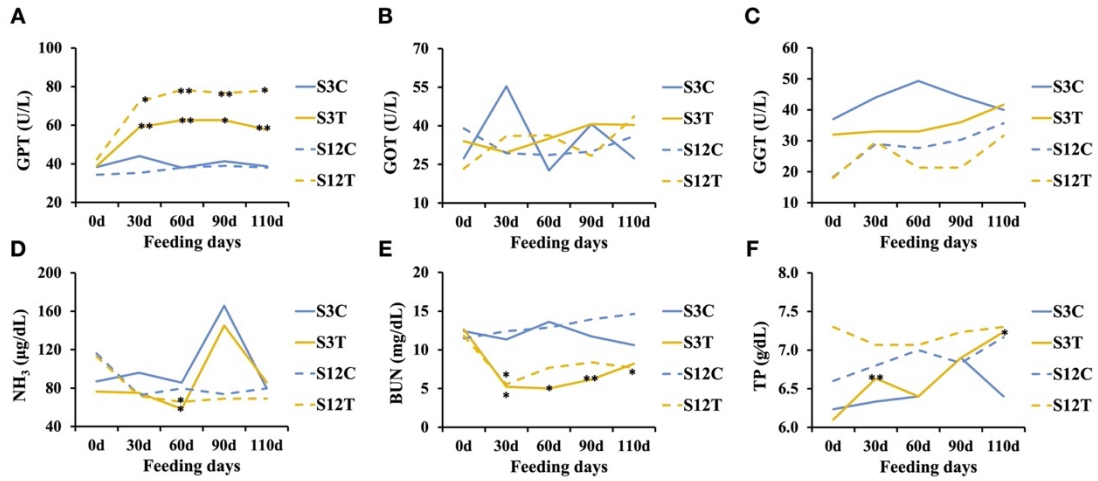 A
GPT (U/L)
100
80
60
40
20
0d 30d 60d 90d 110d
Feeding days
* ** ** *
** ** * **
S3C
S3T
S12C
S12T
B
GOT (U/L)
70
55
40
25
10
0d 30d 60d 90d 110d
Feeding days
S3C
S3T
S12C
S12T
C
GGT (U/L)
60
50
40
30
20
10
0d 30d 60d 90d 110d
Feeding days
S3C
S3T
S12C
S12T
D
NH3 (μg/dL)
200
160
120
80
40
0d 30d 60d 90d 110d
Feeding days
*
*
S3C
S3T
S12C
S12T
E
BUN (mg/dL)
20
15
10
5
0
0d 30d 60d 90d 110d
Feeding days
*
* ** *
*
S3C
S3T
S12C
S12T
F
TP (g/dL)
8.0
7.5
7.0
6.5
6.0
0d 30d 60d 90d 110d
Feeding days
** *
S3C
S3T
S12C
S12T